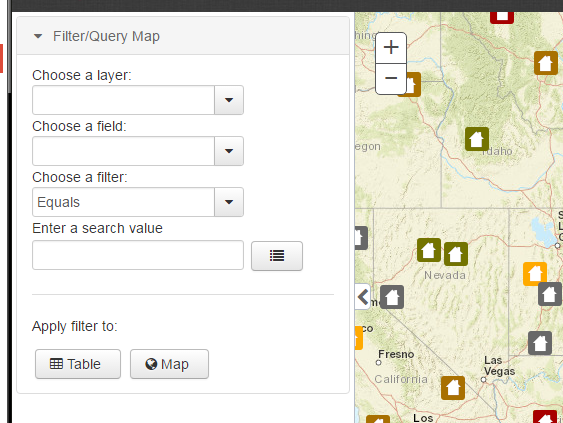 Filter/Query Map
Choose a layer:
Choose a field:
Choose a filter:
Equals
Enter a search value
Apply filter to:
Table
Map
+
−
egon
Idaho
Nevada
co
Fresno
California
Las
Vegas
Los